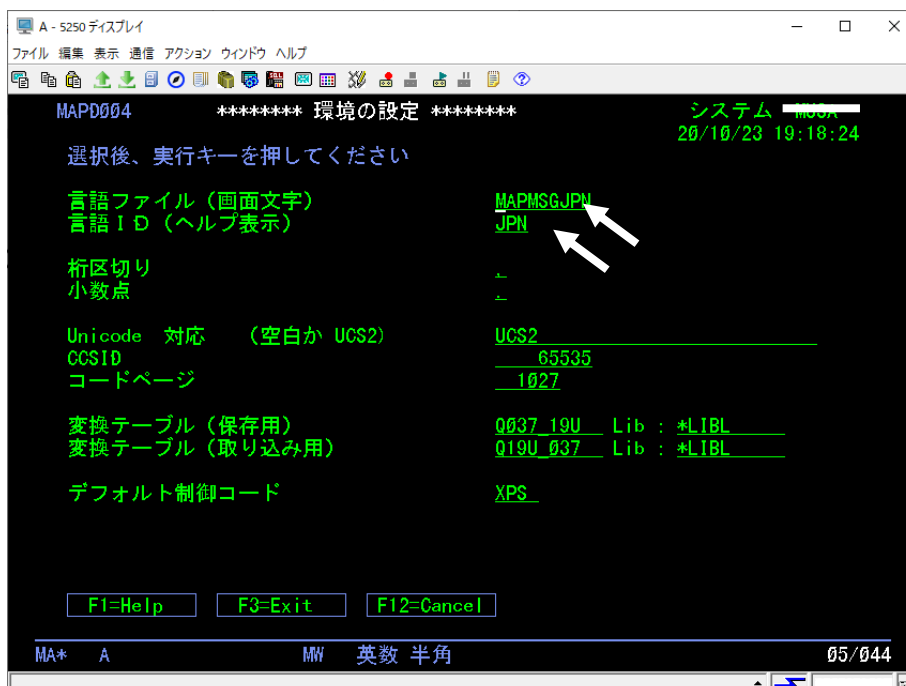 A - 5250 ディスプレイ
ファイル 編集 表示 通信 アクション ウィンドウ ヘルプ
MAPD004 ******** 環境の設定 ******** システム
20/10/23 19:18:24
選択後、実行キーを押してください
言語ファイル（画面文字） MAPMSGJPN
言語ＩＤ（ヘルプ表示） JPN
桁区切り ,
小数点 .
Unicode 対応 （空白か UCS2） UCS2
CCSID 65535
コードページ 1027
変換テーブル（保存用） Q037_19U Lib : *LIBL
変換テーブル（取り込み用） Q19U_037 Lib : *LIBL
デフォルト制御コード XPS
F1=Help F3=Exit F12=Cancel
MA* A MW 英数 半角 05/044